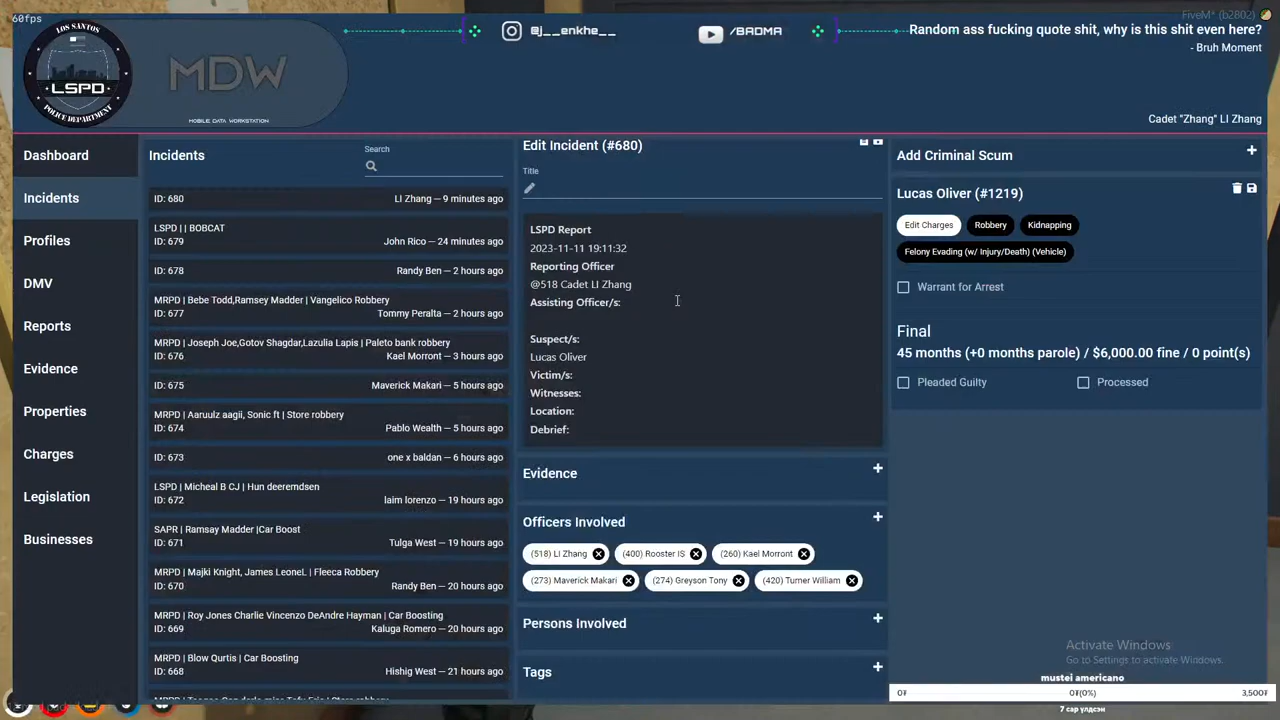 60fps
FiveM* (b2802)
LOS SANTOS
LSPD
POLICE DEPARTMENT
MDW
MOBILE DATA WORKSTATION
@j__enkhe__
/BADMA
Random ass fucking quote shit, why is this shit even here?
- Bruh Moment
Cadet "Zhang" LI Zhang
Dashboard
Incidents
Profiles
DMV
Reports
Evidence
Properties
Charges
Legislation
Businesses
Incidents
Search
ID: 680 LI Zhang — 9 minutes ago
LSPD | | BOBCAT
ID: 679 John Rico — 24 minutes ago
ID: 678 Randy Ben — 2 hours ago
MRPD | Bebe Todd,Ramsey Madder | Vangelico Robbery
ID: 677 Tommy Peralta — 2 hours ago
MRPD | Joseph Joe,Gotov Shagdar,Lazulia Lapis | Paleto bank robbery
ID: 676 Kael Morront — 3 hours ago
ID: 675 Maverick Makari — 5 hours ago
MRPD | Aaruulz aagii, Sonic ft | Store robbery
ID: 674 Pablo Wealth — 5 hours ago
ID: 673 one x baldan — 6 hours ago
LSPD | Micheal B CJ | Hun deeremdsen
ID: 672 laim lorenzo — 19 hours ago
SAPR | Ramsay Madder |Car Boost
ID: 671 Tulga West — 19 hours ago
MRPD | Majki Knight, James LeoneL | Fleeca Robbery
ID: 670 Randy Ben — 20 hours ago
MRPD | Roy Jones Charlie Vincenzo DeAndre Hayman | Car Boosting
ID: 669 Kaluga Romero — 20 hours ago
MRPD | Blow Qurtis | Car Boosting
ID: 668 Hishig West — 21 hours ago
Edit Incident (#680)
Title
LSPD Report
2023-11-11 19:11:32
Reporting Officer
@518 Cadet LI Zhang
Assisting Officer/s:
Suspect/s:
Lucas Oliver
Victim/s:
Witnesses:
Location:
Debrief:
Evidence
Officers Involved
(518) LI Zhang (400) Rooster IS (260) Kael Morront
(273) Maverick Makari (274) Greyson Tony (420) Turner William
Persons Involved
Tags
Add Criminal Scum
Lucas Oliver (#1219)
Edit Charges Robbery Kidnapping
Felony Evading (w/ Injury/Death) (Vehicle)
Warrant for Arrest
Final
45 months (+0 months parole) / $6,000.00 fine / 0 point(s)
Pleaded Guilty Processed
Activate Windows
Go to Settings to activate Windows.
mustei americano
0₮ 0₮(0%) 3,500₮
7 сар үлдсэн